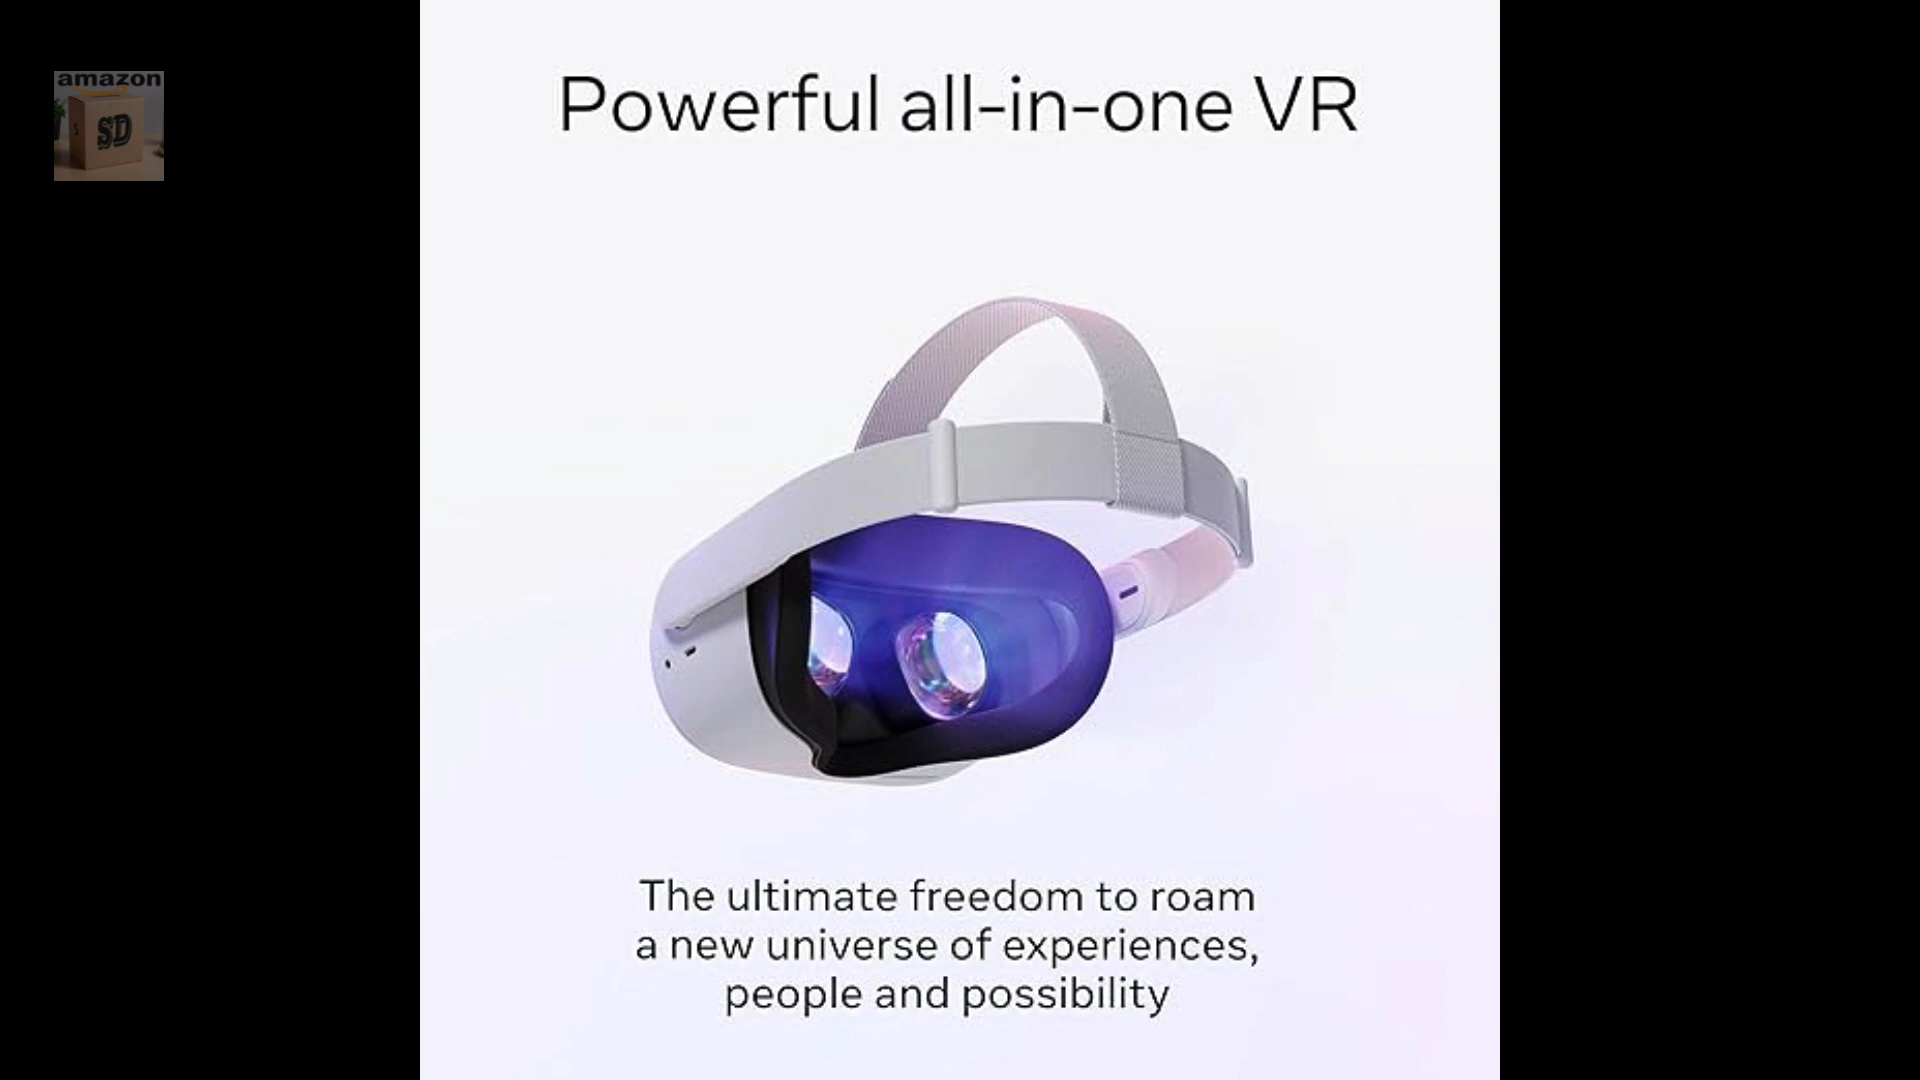 amazon
S
SD
Powerful all-in-one VR
The ultimate freedom to roam
a new universe of experiences,
people and possibility